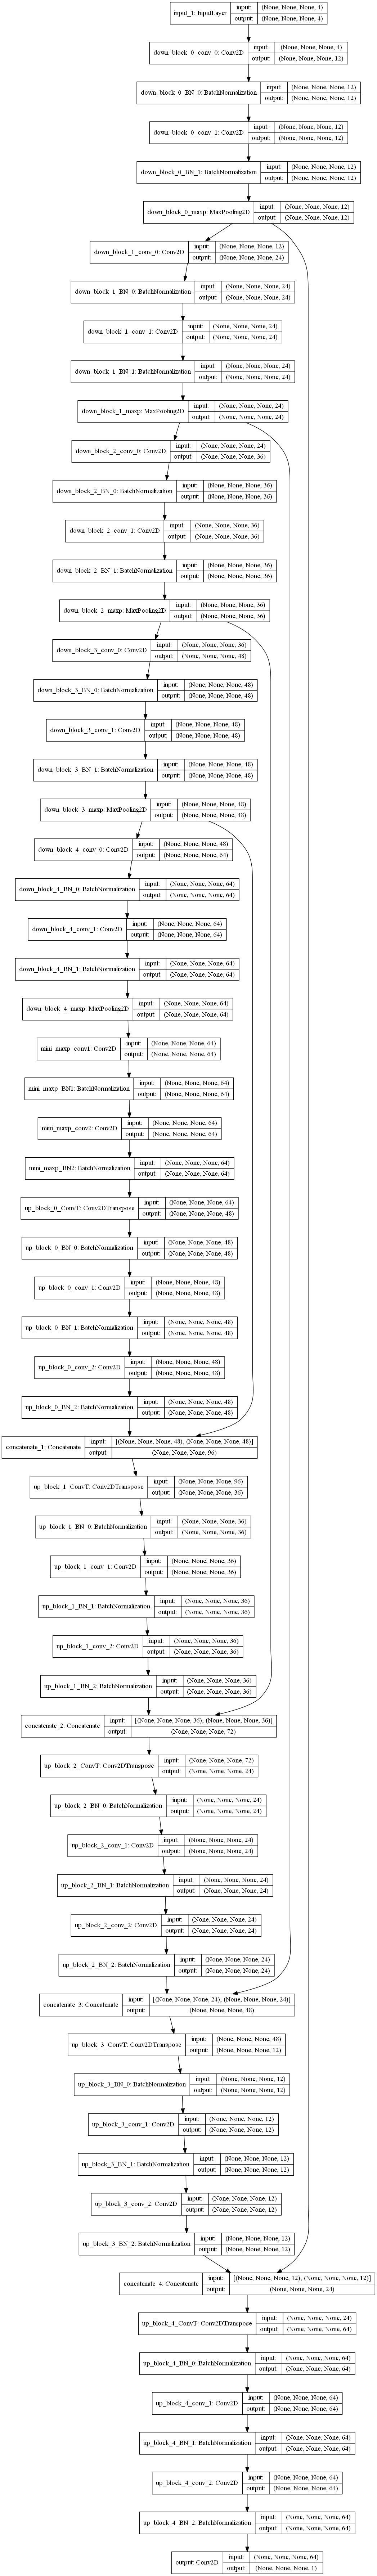 input_1: InputLayer
input: (None, None, None, 4)
output: (None, None, None, 4)
down_block_0_conv_0: Conv2D
input: (None, None, None, 4)
output: (None, None, None, 12)
down_block_0_BN_0: BatchNormalization
input: (None, None, None, 12)
output: (None, None, None, 12)
down_block_0_conv_1: Conv2D
input: (None, None, None, 12)
output: (None, None, None, 12)
down_block_0_BN_1: BatchNormalization
input: (None, None, None, 12)
output: (None, None, None, 12)
down_block_0_maxp: MaxPooling2D
input: (None, None, None, 12)
output: (None, None, None, 12)
down_block_1_conv_0: Conv2D
input: (None, None, None, 12)
output: (None, None, None, 24)
down_block_1_BN_0: BatchNormalization
input: (None, None, None, 24)
output: (None, None, None, 24)
down_block_1_conv_1: Conv2D
input: (None, None, None, 24)
output: (None, None, None, 24)
down_block_1_BN_1: BatchNormalization
input: (None, None, None, 24)
output: (None, None, None, 24)
down_block_1_maxp: MaxPooling2D
input: (None, None, None, 24)
output: (None, None, None, 24)
down_block_2_conv_0: Conv2D
input: (None, None, None, 24)
output: (None, None, None, 36)
down_block_2_BN_0: BatchNormalization
input: (None, None, None, 36)
output: (None, None, None, 36)
down_block_2_conv_1: Conv2D
input: (None, None, None, 36)
output: (None, None, None, 36)
down_block_2_BN_1: BatchNormalization
input: (None, None, None, 36)
output: (None, None, None, 36)
down_block_2_maxp: MaxPooling2D
input: (None, None, None, 36)
output: (None, None, None, 36)
down_block_3_conv_0: Conv2D
input: (None, None, None, 36)
output: (None, None, None, 48)
down_block_3_BN_0: BatchNormalization
input: (None, None, None, 48)
output: (None, None, None, 48)
down_block_3_conv_1: Conv2D
input: (None, None, None, 48)
output: (None, None, None, 48)
down_block_3_BN_1: BatchNormalization
input: (None, None, None, 48)
output: (None, None, None, 48)
down_block_3_maxp: MaxPooling2D
input: (None, None, None, 48)
output: (None, None, None, 48)
down_block_4_conv_0: Conv2D
input: (None, None, None, 48)
output: (None, None, None, 64)
down_block_4_BN_0: BatchNormalization
input: (None, None, None, 64)
output: (None, None, None, 64)
down_block_4_conv_1: Conv2D
input: (None, None, None, 64)
output: (None, None, None, 64)
down_block_4_BN_1: BatchNormalization
input: (None, None, None, 64)
output: (None, None, None, 64)
down_block_4_maxp: MaxPooling2D
input: (None, None, None, 64)
output: (None, None, None, 64)
mini_maxp_conv1: Conv2D
input: (None, None, None, 64)
output: (None, None, None, 64)
mini_maxp_BN1: BatchNormalization
input: (None, None, None, 64)
output: (None, None, None, 64)
mini_maxp_conv2: Conv2D
input: (None, None, None, 64)
output: (None, None, None, 64)
mini_maxp_BN2: BatchNormalization
input: (None, None, None, 64)
output: (None, None, None, 64)
up_block_0_ConvT: Conv2DTranspose
input: (None, None, None, 64)
output: (None, None, None, 48)
up_block_0_BN_0: BatchNormalization
input: (None, None, None, 48)
output: (None, None, None, 48)
up_block_0_conv_1: Conv2D
input: (None, None, None, 48)
output: (None, None, None, 48)
up_block_0_BN_1: BatchNormalization
input: (None, None, None, 48)
output: (None, None, None, 48)
up_block_0_conv_2: Conv2D
input: (None, None, None, 48)
output: (None, None, None, 48)
up_block_0_BN_2: BatchNormalization
input: (None, None, None, 48)
output: (None, None, None, 48)
concatenate_1: Concatenate
input: [(None, None, None, 48), (None, None, None, 48)]
output: (None, None, None, 96)
up_block_1_ConvT: Conv2DTranspose
input: (None, None, None, 96)
output: (None, None, None, 36)
up_block_1_BN_0: BatchNormalization
input: (None, None, None, 36)
output: (None, None, None, 36)
up_block_1_conv_1: Conv2D
input: (None, None, None, 36)
output: (None, None, None, 36)
up_block_1_BN_1: BatchNormalization
input: (None, None, None, 36)
output: (None, None, None, 36)
up_block_1_conv_2: Conv2D
input: (None, None, None, 36)
output: (None, None, None, 36)
up_block_1_BN_2: BatchNormalization
input: (None, None, None, 36)
output: (None, None, None, 36)
concatenate_2: Concatenate
input: [(None, None, None, 36), (None, None, None, 36)]
output: (None, None, None, 72)
up_block_2_ConvT: Conv2DTranspose
input: (None, None, None, 72)
output: (None, None, None, 24)
up_block_2_BN_0: BatchNormalization
input: (None, None, None, 24)
output: (None, None, None, 24)
up_block_2_conv_1: Conv2D
input: (None, None, None, 24)
output: (None, None, None, 24)
up_block_2_BN_1: BatchNormalization
input: (None, None, None, 24)
output: (None, None, None, 24)
up_block_2_conv_2: Conv2D
input: (None, None, None, 24)
output: (None, None, None, 24)
up_block_2_BN_2: BatchNormalization
input: (None, None, None, 24)
output: (None, None, None, 24)
concatenate_3: Concatenate
input: [(None, None, None, 24), (None, None, None, 24)]
output: (None, None, None, 48)
up_block_3_ConvT: Conv2DTranspose
input: (None, None, None, 48)
output: (None, None, None, 12)
up_block_3_BN_0: BatchNormalization
input: (None, None, None, 12)
output: (None, None, None, 12)
up_block_3_conv_1: Conv2D
input: (None, None, None, 12)
output: (None, None, None, 12)
up_block_3_BN_1: BatchNormalization
input: (None, None, None, 12)
output: (None, None, None, 12)
up_block_3_conv_2: Conv2D
input: (None, None, None, 12)
output: (None, None, None, 12)
up_block_3_BN_2: BatchNormalization
input: (None, None, None, 12)
output: (None, None, None, 12)
concatenate_4: Concatenate
input: [(None, None, None, 12), (None, None, None, 12)]
output: (None, None, None, 24)
up_block_4_ConvT: Conv2DTranspose
input: (None, None, None, 24)
output: (None, None, None, 64)
up_block_4_BN_0: BatchNormalization
input: (None, None, None, 64)
output: (None, None, None, 64)
up_block_4_conv_1: Conv2D
input: (None, None, None, 64)
output: (None, None, None, 64)
up_block_4_BN_1: BatchNormalization
input: (None, None, None, 64)
output: (None, None, None, 64)
up_block_4_conv_2: Conv2D
input: (None, None, None, 64)
output: (None, None, None, 64)
up_block_4_BN_2: BatchNormalization
input: (None, None, None, 64)
output: (None, None, None, 64)
output: Conv2D
input: (None, None, None, 64)
output: (None, None, None, 1)